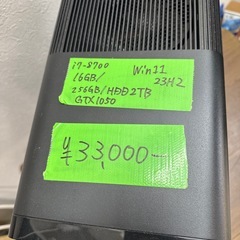 i7-8700
16GB/ Win11
256GB/HDD2TB 23H2
GTX1050
¥33,000-